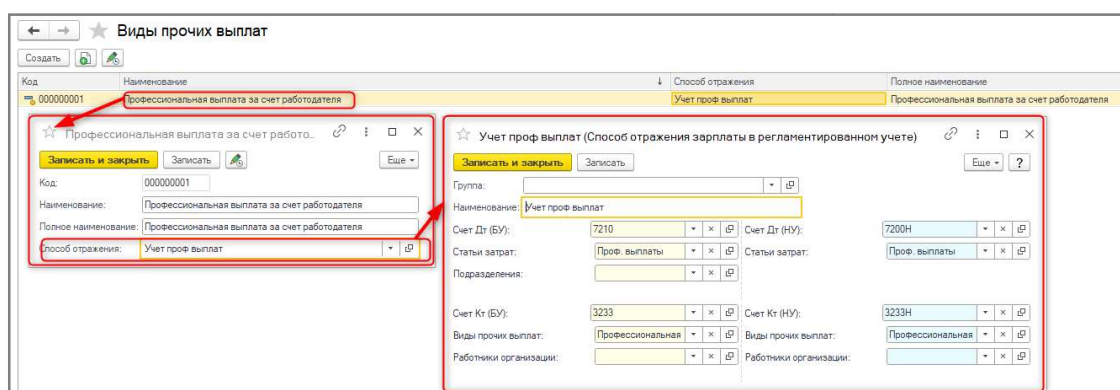 Виды прочих выплат
Создать
Код Наименование ↓ Способ отражения Полное наименование
000000001 Профессиональная выплата за счет работодателя Учет проф выплат Профессиональная выплата за счет работодателя
Профессиональная выплата за счет работо...
Записать и закрыть Записать Еще
Код: 000000001
Наименование: Профессиональная выплата за счет работодателя
Полное наименование: Профессиональная выплата за счет работодателя
Способ отражения: Учет проф выплат
Учет проф выплат (Способ отражения зарплаты в регламентированном учете)
Записать и закрыть Записать Еще ?
Группа:
Наименование: Учет проф выплат
Счет Дт (БУ): 7210 Счет Дт (НУ): 7200Н
Статьи затрат: Проф. выплаты Статьи затрат: Проф. выплаты
Подразделения:
Счет Кт (БУ): 3233 Счет Кт (НУ): 3233Н
Виды прочих выплат: Профессиональная Виды прочих выплат: Профессиональная
Работники организации: Работники организации: